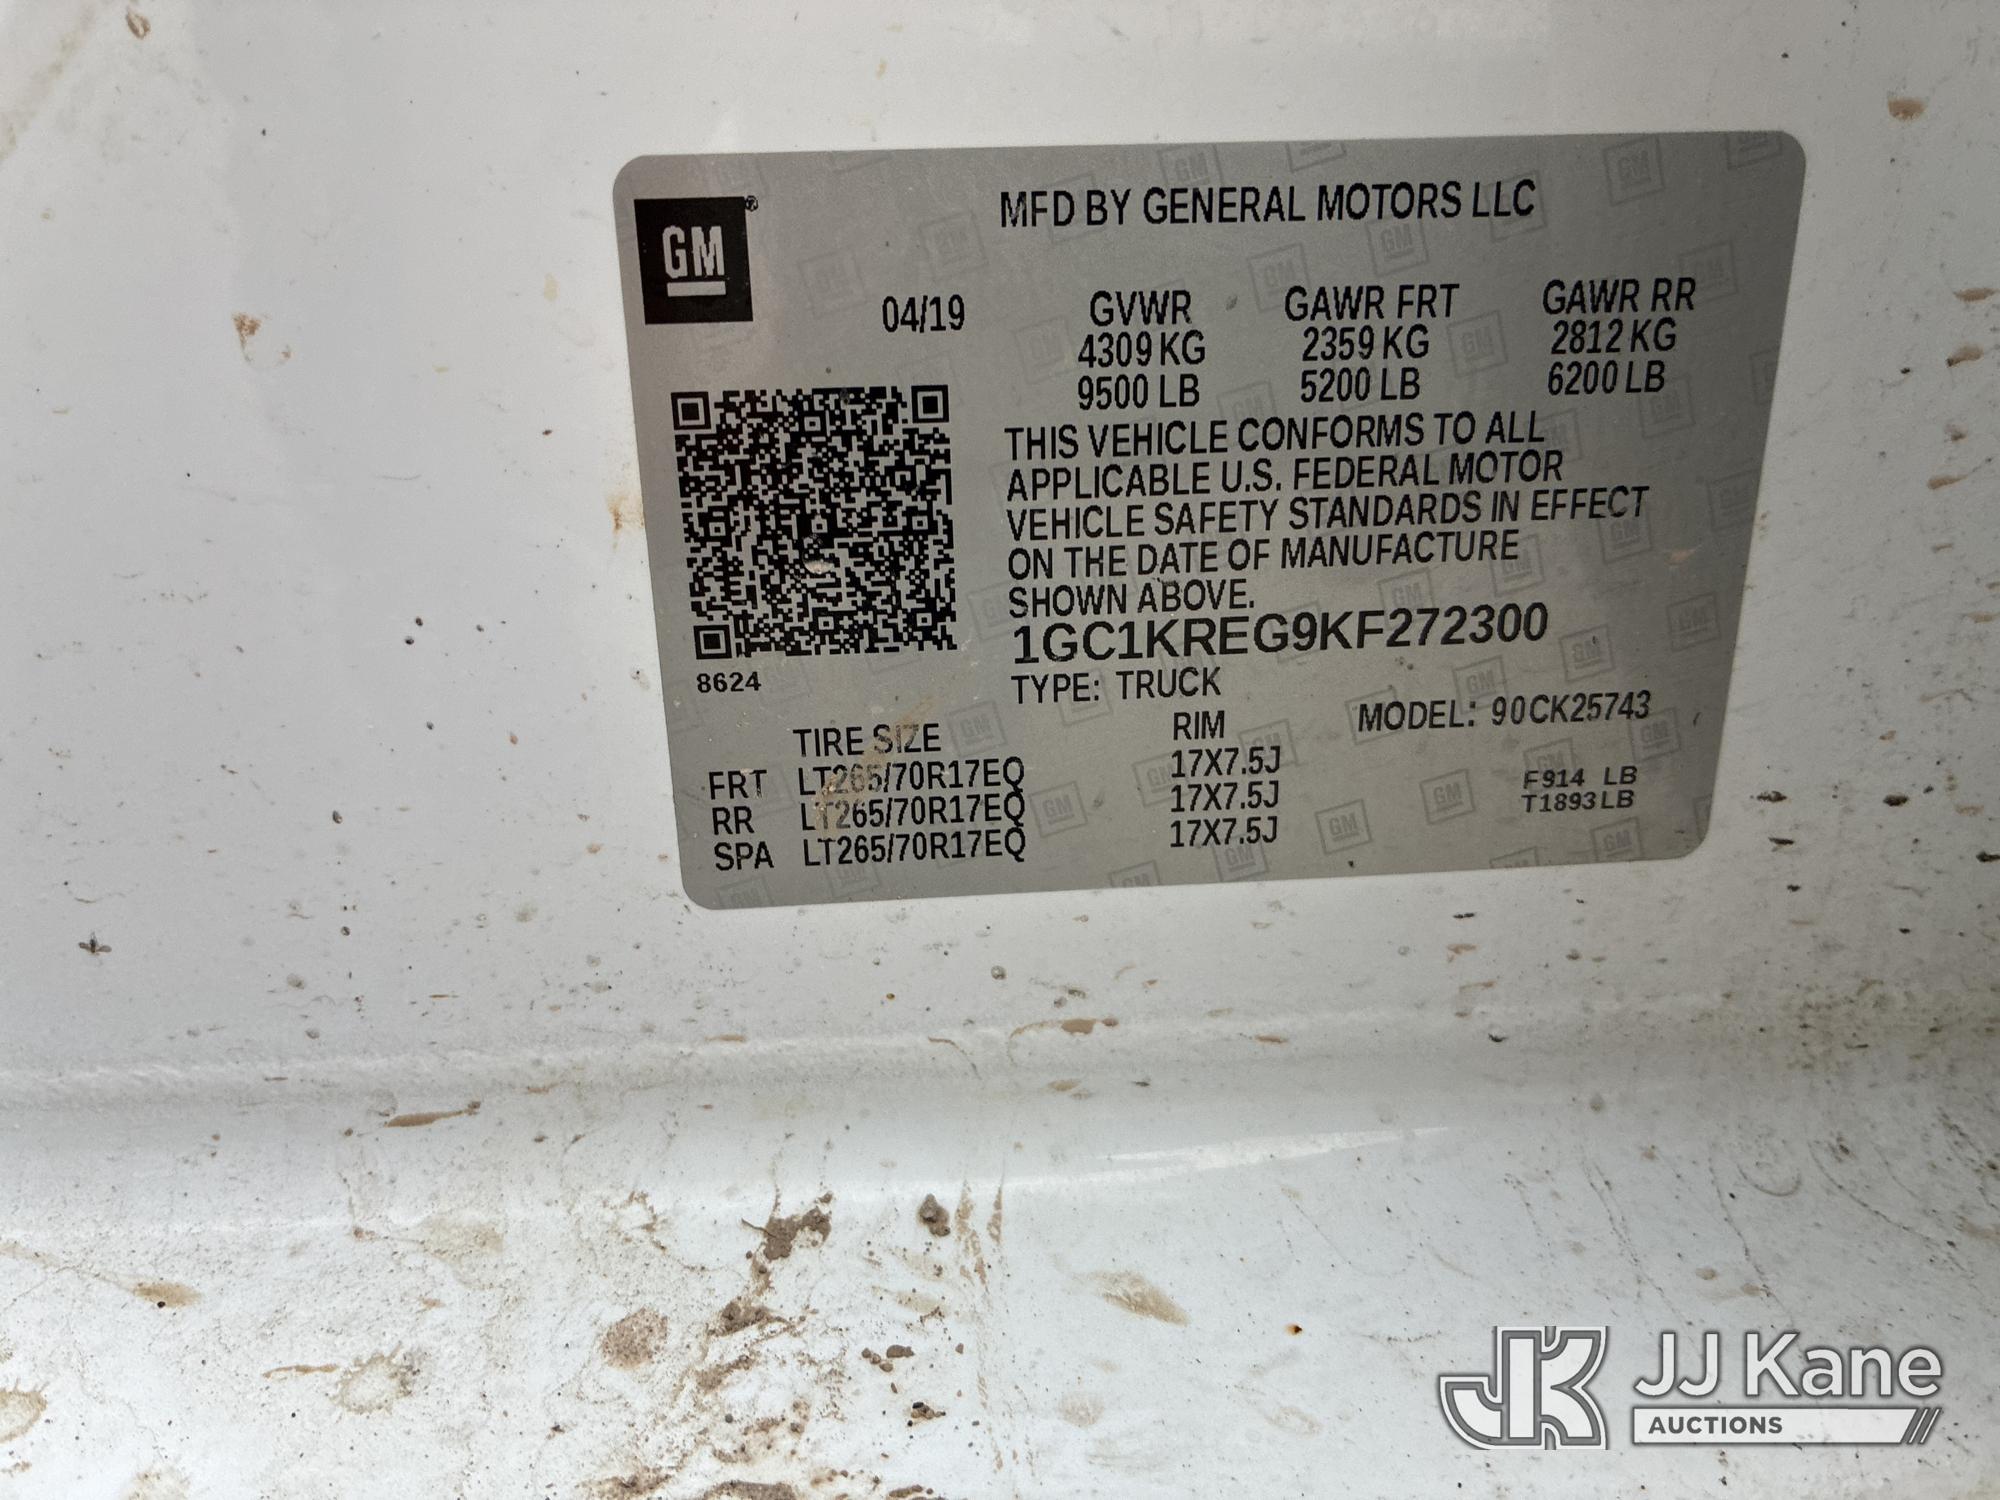 GM®
MFD BY GENERAL MOTORS LLC
04/19
GVWR GAWR FRT GAWR RR
4309 KG 2359 KG 2812 KG
9500 LB 5200 LB 6200 LB
THIS VEHICLE CONFORMS TO ALL
APPLICABLE U.S. FEDERAL MOTOR
VEHICLE SAFETY STANDARDS IN EFFECT
ON THE DATE OF MANUFACTURE
SHOWN ABOVE.
1GC1KREG9KF272300
8624
TYPE: TRUCK
MODEL: 90CK25743
TIRE SIZE RIM
FRT LT265/70R17EQ 17X7.5J
RR LT265/70R17EQ 17X7.5J
SPA LT265/70R17EQ 17X7.5J
F914 LB
T1893LB
JK JJ Kane
AUCTIONS